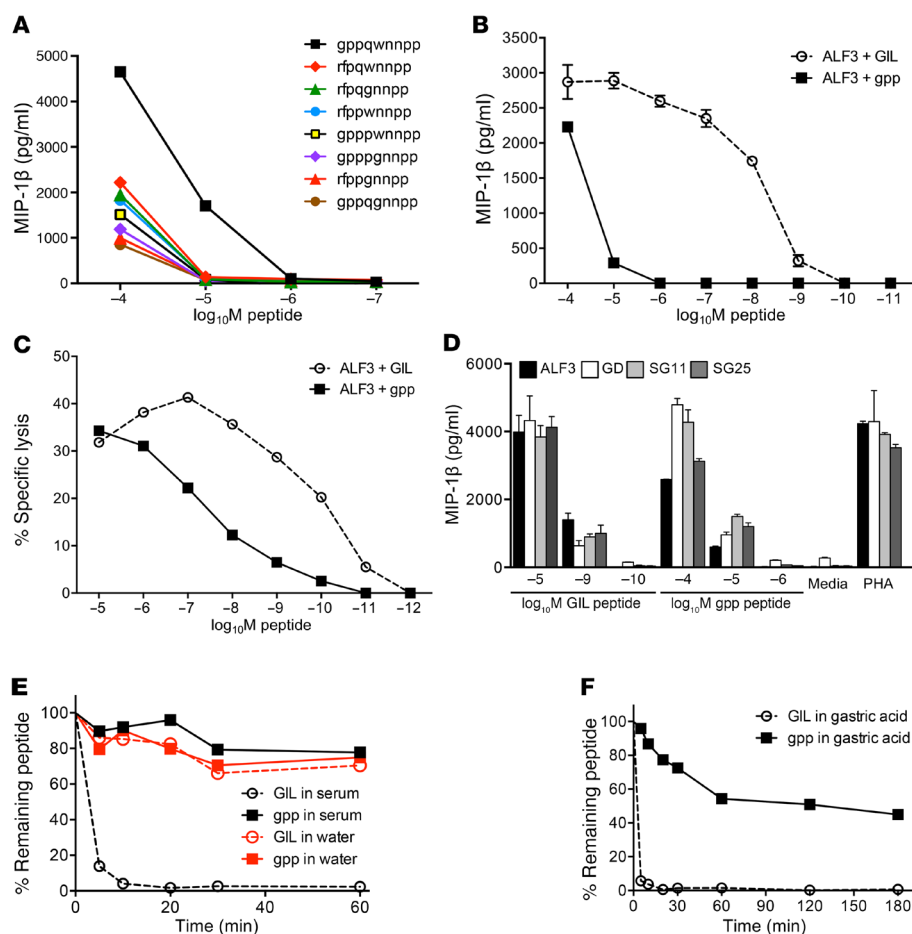 A
MIP-1β (pg/ml)
5000
4000
3000
2000
1000
0
−4
−5
−6
−7
log10M peptide
gppqwnnpp
rfpqwnnpp
rfpqgnnpp
rfppwnnpp
gpppwnnpp
gpppgnnpp
rfppgnnpp
gppqgnnpp
B
MIP-1β (pg/ml)
3500
3000
2500
2000
1500
1000
500
0
−4 −5 −6 −7 −8 −9 −10 −11
log10M peptide
ALF3 + GIL
ALF3 + gpp
C
% Specific lysis
50
40
30
20
10
0
−5 −6 −7 −8 −9 −10 −11 −12
log10M peptide
ALF3 + GIL
ALF3 + gpp
D
MIP-1β (pg/ml)
6000
4000
2000
0
ALF3 GD SG11 SG25
−5 −9 −10 −4 −5 −6 Media PHA
log10M GIL peptide log10M gpp peptide
E
% Remaining peptide
100
80
60
40
20
0
0 20 40 60
Time (min)
GIL in serum
gpp in serum
GIL in water
gpp in water
F
% Remaining peptide
100
80
60
40
20
0
0 30 60 90 120 150 180
Time (min)
GIL in gastric acid
gpp in gastric acid